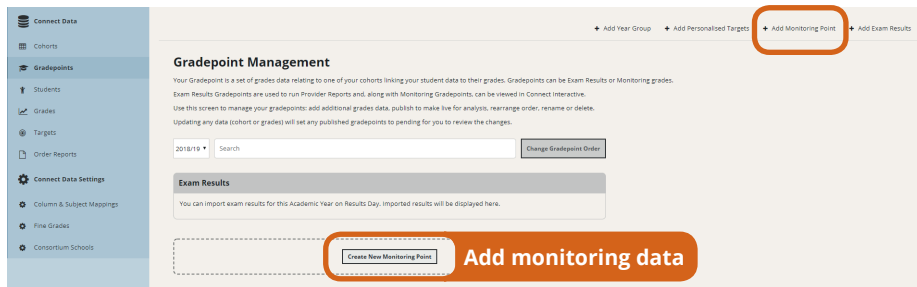 Connect Data
Cohorts
Gradepoints
Students
Grades
Targets
Order Reports
Connect Data Settings
Column & Subject Mappings
Fine Grades
Consortium Schools
+ Add Year Group + Add Personalised Targets + Add Monitoring Point + Add Exam Results
Gradepoint Management
Your Gradepoint is a set of grades data relating to one of your cohorts linking your student data to their grades. Gradepoints can be Exam Results or Monitoring grades.
Exam Results Gradepoints are used to run Provider Reports and, along with Monitoring Gradepoints, can be viewed in Connect Interactive.
Use this screen to manage your gradepoints: add additional grades data, publish to make live for analysis, rearrange order, rename or delete.
Updating any data (cohort or grades) will set any published gradepoints to pending for you to review the changes.
2018/19 Search Change Gradepoint Order
Exam Results
You can import exam results for this Academic Year on Results Day. Imported results will be displayed here.
Create New Monitoring Point Add monitoring data